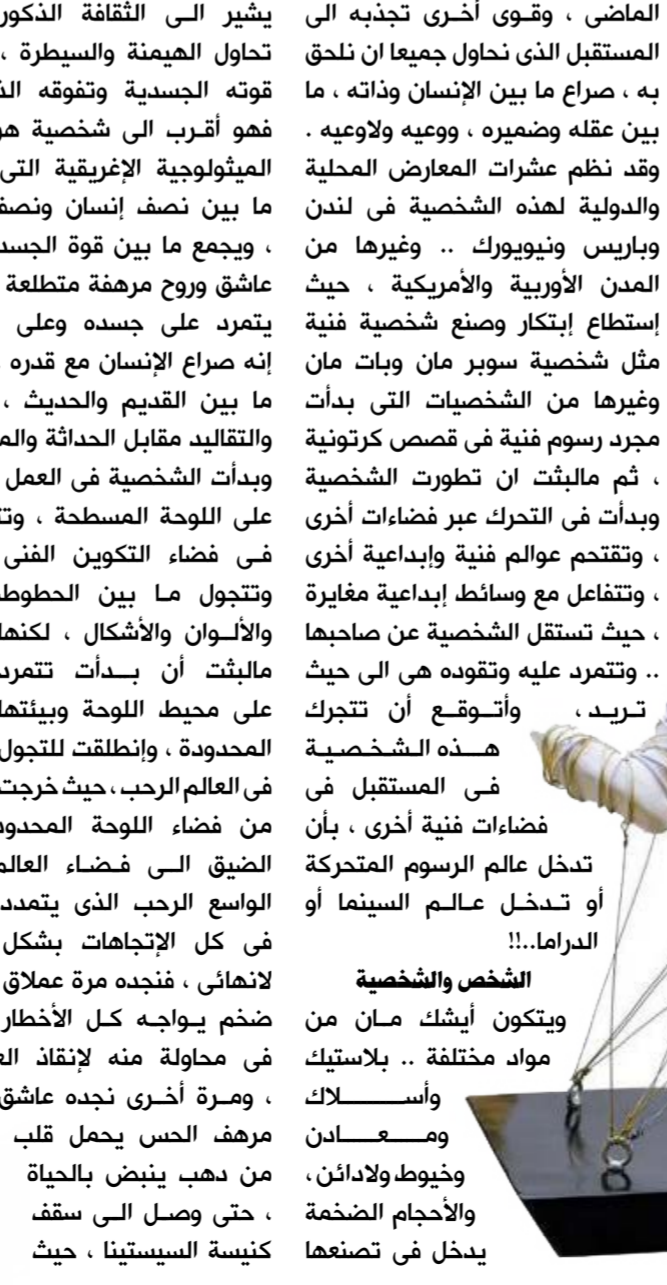 الماضى ، وقوى أخرى تجذبه الى
المستقبل الذى نحاول جميعا ان نلحق
به ، صراع ما بين الإنسان وذاته ، ما
بين عقله وضميره ، ووعيه ولاوعيه .
وقد نظم عشرات المعارض المحلية
والدولية لهذه الشخصية فى لندن
وباريس ونيويورك .. وغيرها من
المدن الأوربية والأمريكية ، حيث
إستطاع إبتكار وصنع شخصية فنية
مثل شخصية سوبر مان وبات مان
وغيرها من الشخصيات التى بدأت
مجرد رسوم فنية فى قصص كرتونية
، ثم مالبثت ان تطورت الشخصية
وبدأت فى التحرك عبر فضاءات أخرى
، وتقتحم عوالم فنية وإبداعية أخرى
، وتتفاعل مع وسائط إبداعية مغايرة
، حيث تستقل الشخصية عن صاحبها
.. وتتمرد عليه وتقوده هى الى حيث
تريد ، وأتوقع أن تتجرك
هذه الشخصية
فى المستقبل فى
فضاءات فنية أخرى ، بأن
تدخل عالم الرسوم المتحركة
أو تدخل عالم السينما أو
الدراما..!!
الشخص والشخصية
ويتكون أيشك مان من
مواد مختلفة .. بلاستيك
وأسلاك
ومعادن
وخيوط ولادائن ،
والأحجام الضخمة
يدخل فى تصنعها
يشير الى الثقافة
تحاول الهيمنة والسيطرة ،
قوته الجسدية وتفوقه
فهو أقرب الى شخصية
الميثولوجية الإغريقية التى
ما بين نصف إنسان
، ويجمع ما بين قوة
عاشق وروح مرهفة متطلعة
يتمرد على جسده وعلى
إنه صراع الإنسان مع قدره
ما بين القديم والحديث ،
والتقاليد مقابل الحداثة
وبدأت الشخصية فى العمل
على اللوحة المسطحة ،
فى فضاء التكوين الفنى
وتتجول ما بين
والألوان والأشكال ، لكنها
مالبثت أن بدأت تتمرد
على محيط اللوحة وبيئتها
المحدودة ، وإنطلقت للتجول
فى العالم الرحب ، حيث خرجت
من فضاء اللوحة
الضيق الى فضاء العالم
الواسع الرحب الذى يتمدد
فى كل الإتجاهات بشكل
لانهائى ، فنجده مرة عملاق
ضخم يواجه كل الأخطار
فى محاولة منه لإنقاذ
، ومرة أخرى نجده عاشق
مرهف الحس يحمل قلب
من دهب ينبض بالحياة
، حتى وصل الى سقف
كنيسة السيستينا ، حيث